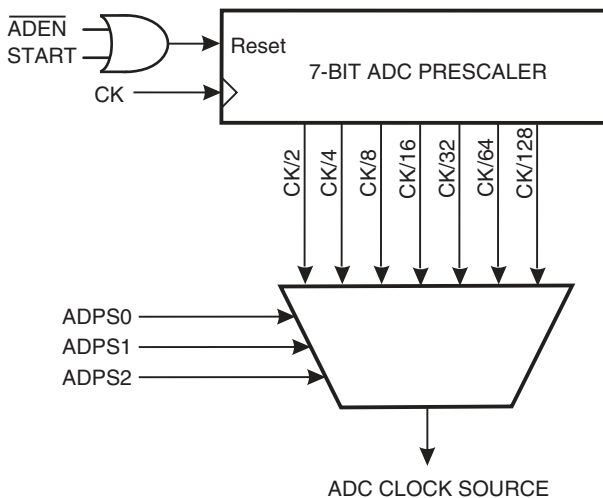 ADEN
START
Reset
7-BIT ADC PRESCALER
CK
CK/2
CK/4
CK/8
CK/16
CK/32
CK/64
CK/128
ADPS0
ADPS1
ADPS2
ADC CLOCK SOURCE